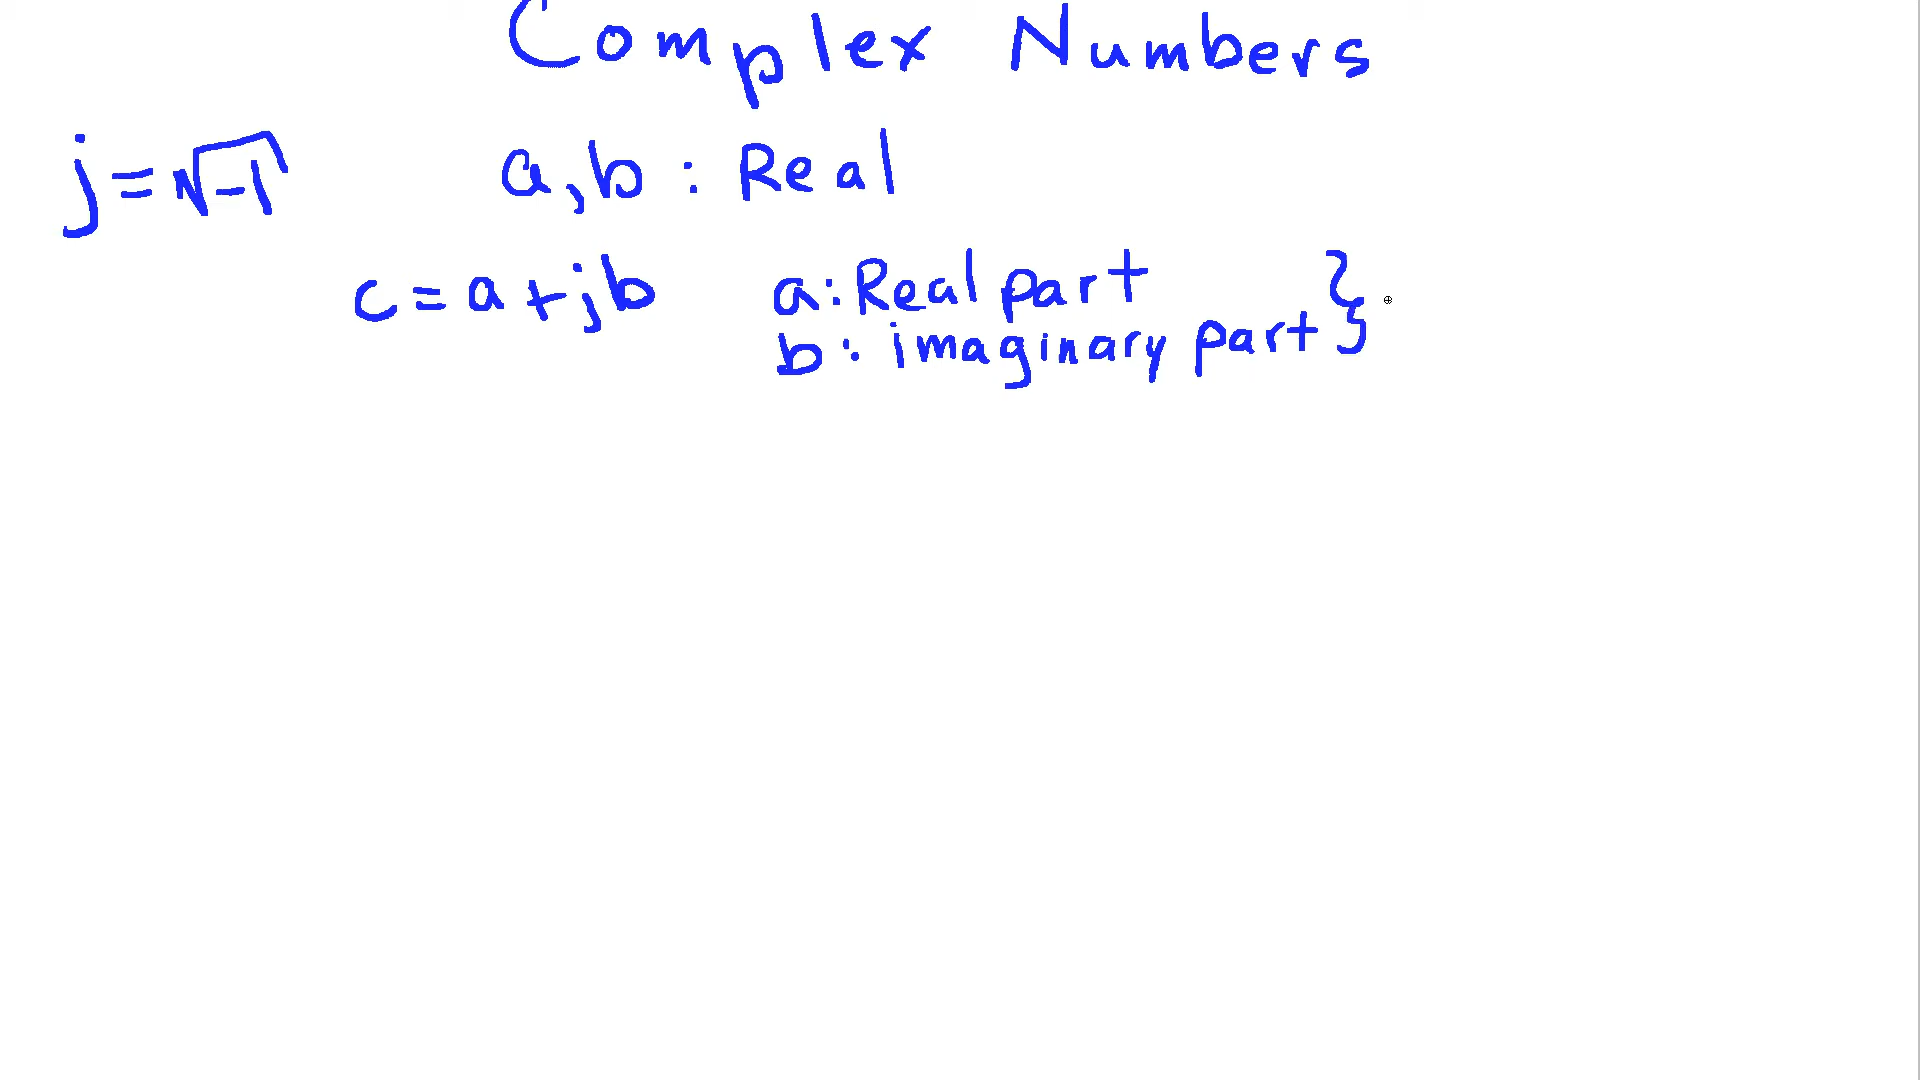 Complex Numbers
j = √-1 a, b : Real
c = a + jb a: Real part }
b: imaginary part